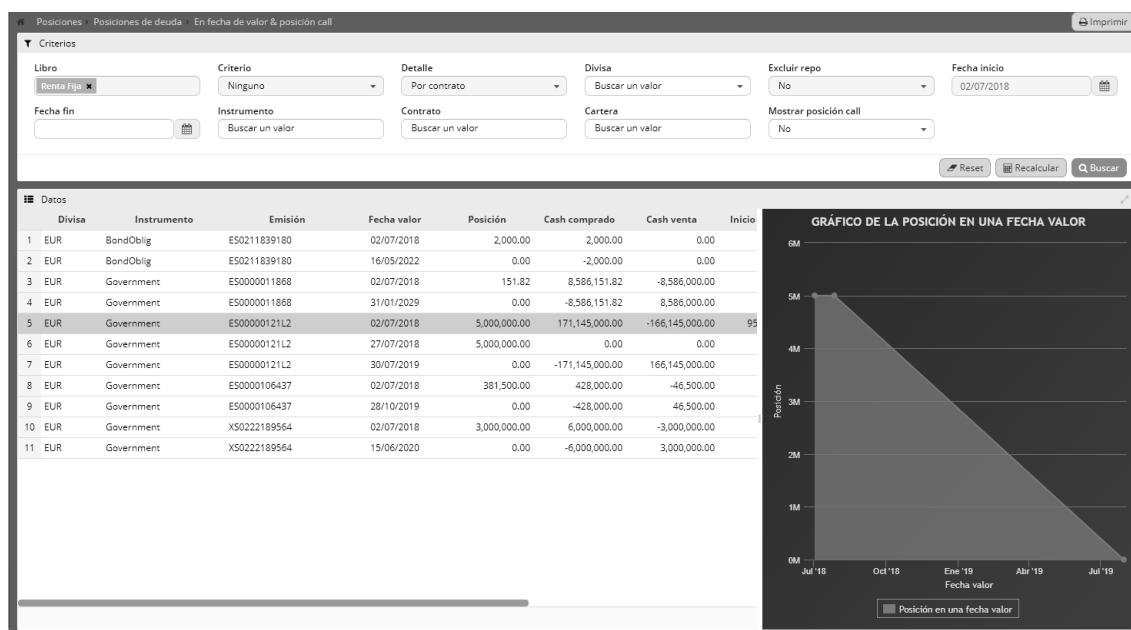 Posiciones › Posiciones de deuda › En fecha de valor & posición call
Imprimir
Criterios
Libro Criterio Detalle Divisa Excluir repo Fecha inicio
Renta Fija × Ninguno Por contrato Buscar un valor No 02/07/2018
Fecha fin Instrumento Contrato Cartera Mostrar posición call
Buscar un valor Buscar un valor Buscar un valor No
Reset Recalcular Buscar
Datos
Divisa Instrumento Emisión Fecha valor Posición Cash comprado Cash venta Inicio
1 EUR BondOblig ES0211839180 02/07/2018 2,000.00 2,000.00 0.00
2 EUR BondOblig ES0211839180 16/05/2022 0.00 -2,000.00 0.00
3 EUR Government ES0000011868 02/07/2018 151.82 8,586,151.82 -8,586,000.00
4 EUR Government ES0000011868 31/01/2029 0.00 -8,586,151.82 8,586,000.00
5 EUR Government ES00000121L2 02/07/2018 5,000,000.00 171,145,000.00 -166,145,000.00 95
6 EUR Government ES00000121L2 27/07/2018 5,000,000.00 0.00 0.00
7 EUR Government ES00000121L2 30/07/2019 0.00 -171,145,000.00 166,145,000.00
8 EUR Government ES0000106437 02/07/2018 381,500.00 428,000.00 -46,500.00
9 EUR Government ES0000106437 28/10/2019 0.00 -428,000.00 46,500.00
10 EUR Government XS0222189564 02/07/2018 3,000,000.00 6,000,000.00 -3,000,000.00
11 EUR Government XS0222189564 15/06/2020 0.00 -6,000,000.00 3,000,000.00
GRÁFICO DE LA POSICIÓN EN UNA FECHA VALOR
6M
5M
4M
Posición
3M
2M
1M
0M
Jul '18 Oct '18 Ene '19 Abr '19 Jul '19
Fecha valor
Posición en una fecha valor